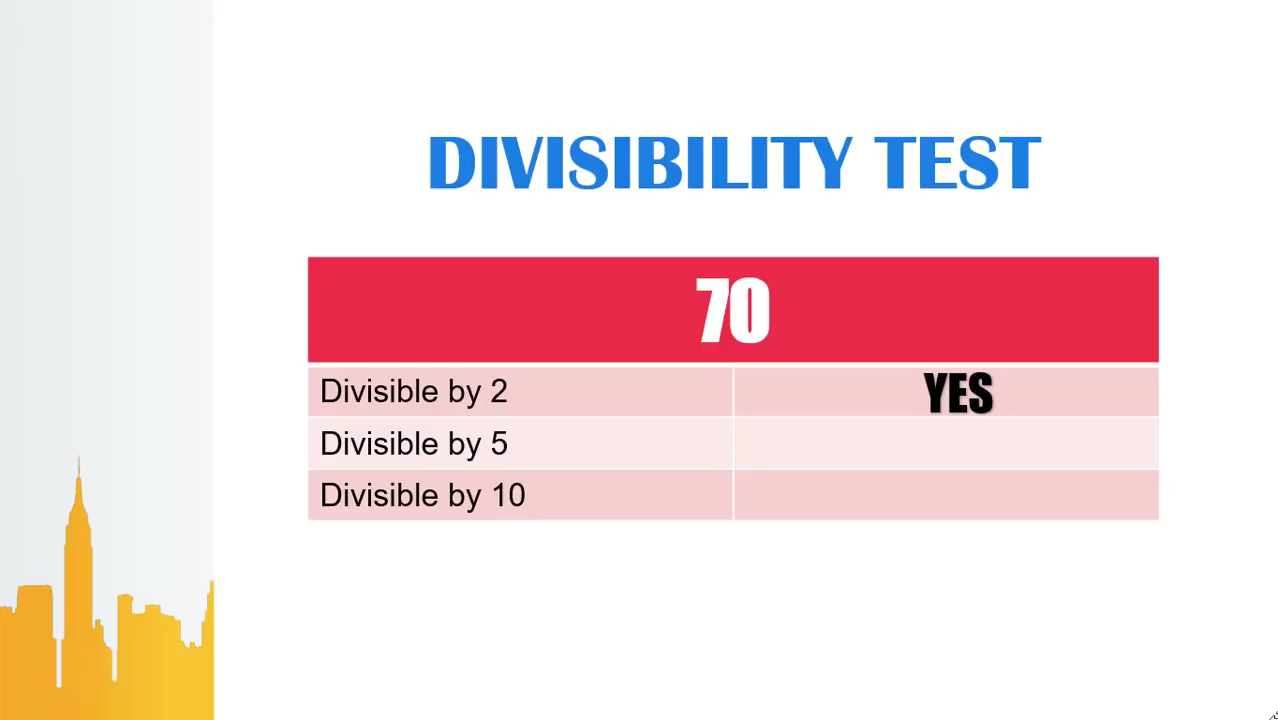 DIVISIBILITY TEST
70
Divisible by 2 YES
Divisible by 5
Divisible by 10